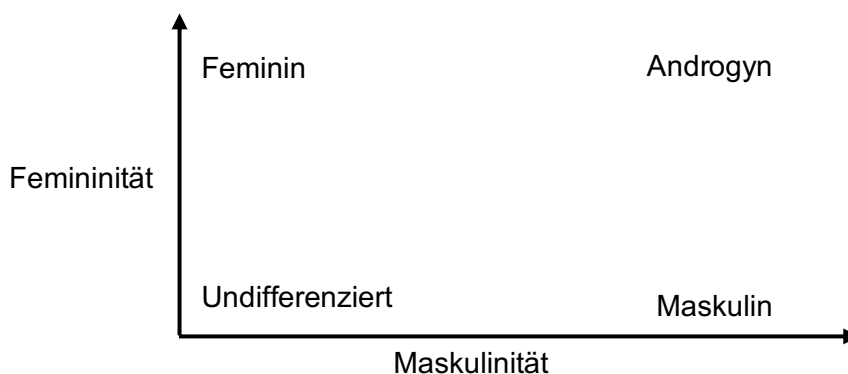 Feminin
Androgyn
Femininität
Undifferenziert
Maskulin
Maskulinität